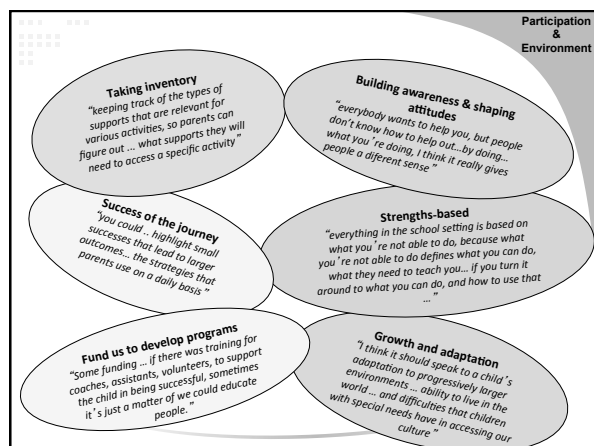 Participation
&
Environment
Taking inventory
“keeping track of the types of
supports that are relevant for
various activities, so parents can
figure out ... what supports they will
need to access a specific activity”
Building awareness & shaping
attitudes
“everybody wants to help you, but people
don’t know how to help out...by doing...
what you’re doing, I think it really gives
people a diferent sense”
Success of the journey
“you could .. highlight small
successes that lead to larger
outcomes... the strategies that
parents use on a daily basis”
Strengths-based
“everything in the school setting is based on
what you’re not able to do, because what
you’re not able to do defines what you can do,
what they need to teach you... if you turn it
around to what you can do, and how to use that
...”
Fund us to develop programs
“Some funding ... if there was training for
coaches, assistants, volunteers, to support
the child in being successful, sometimes
it’s just a matter of we could educate
people.”
Growth and adaptation
“I think it should speak to a child’s
adaptation to progressively larger
environments ... ability to live in the
world ... and difficulties that children
with special needs have in accessing our
culture”